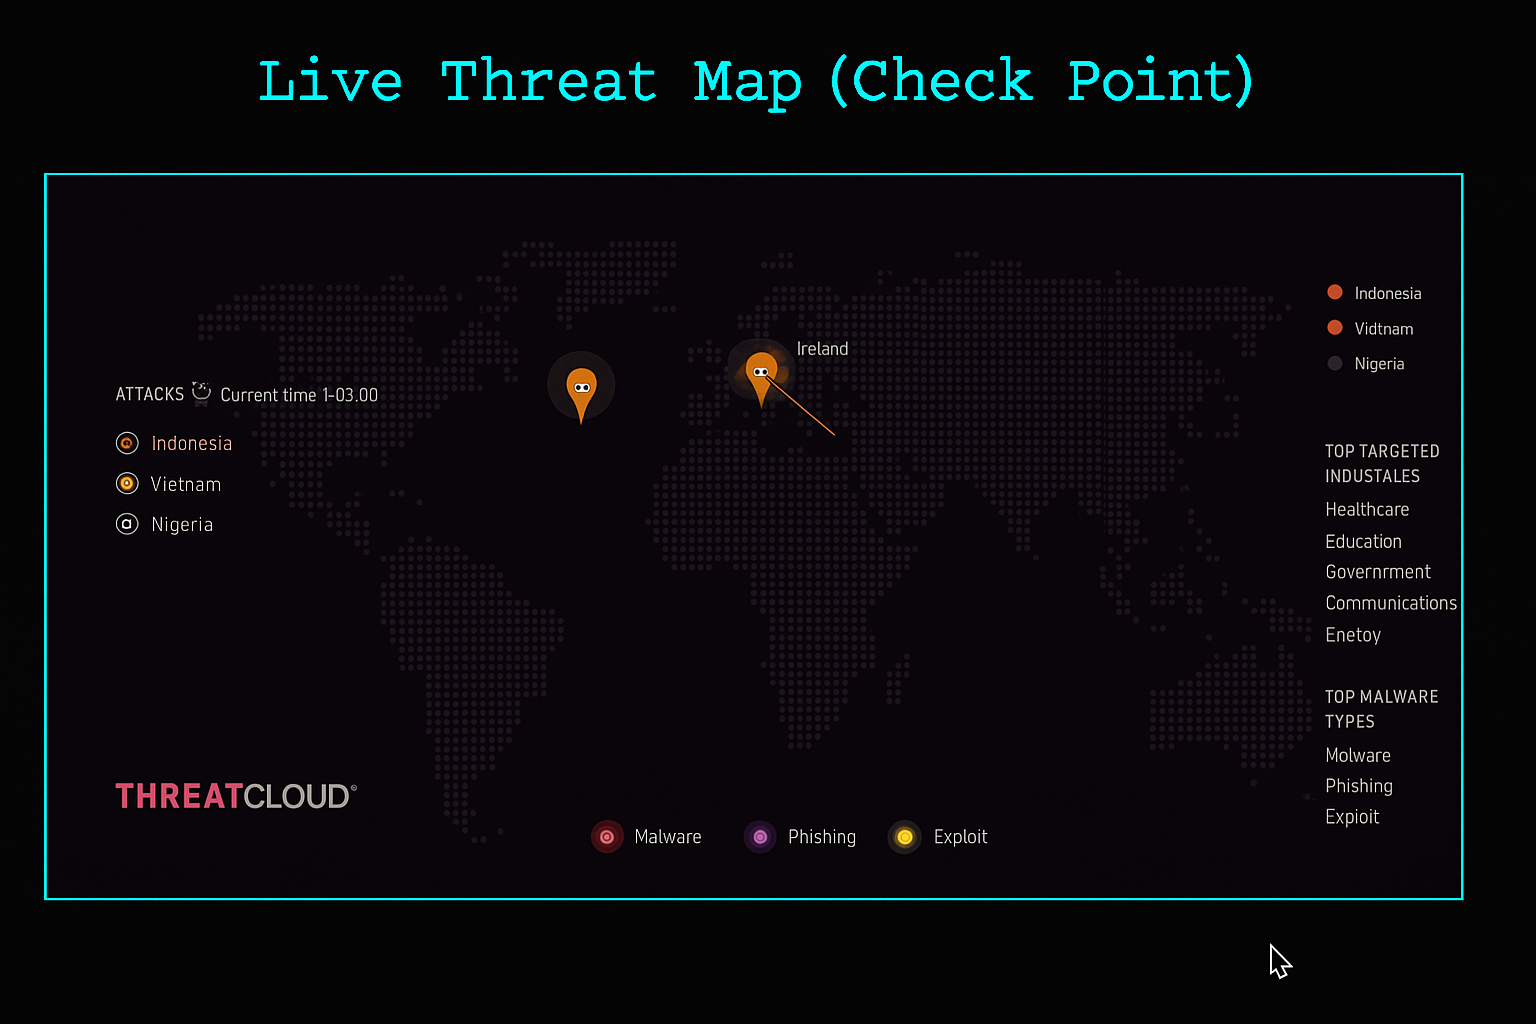 Live Threat Map (Check Point)
Ireland
ATTACKS Current time 1-03.00
Indonesia
Vietnam
Nigeria
Indonesia
Vidtnam
Nigeria
TOP TARGETED
INDUSTALES
Healthcare
Education
Governrment
Communications
Enetoy
TOP MALWARE
TYPES
Molware
Phishing
Expioit
THREATCLOUD®
Malware
Phishing
Exploit